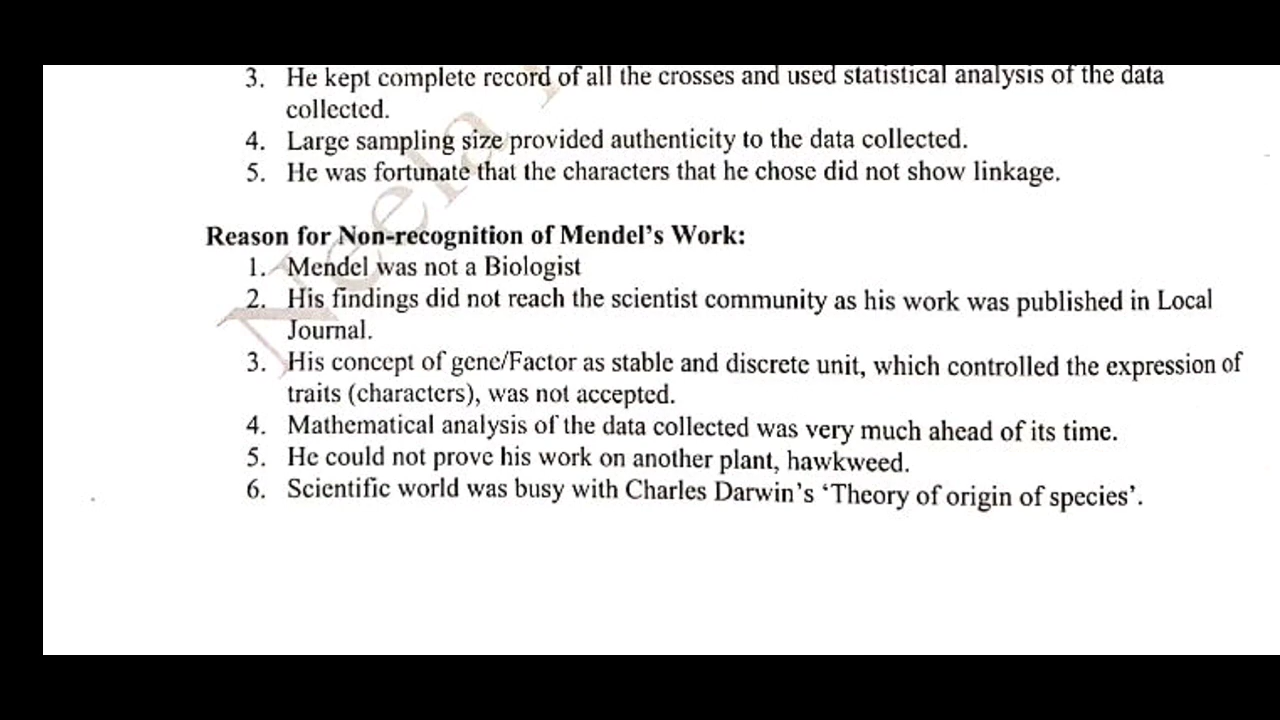 3. He kept complete record of all the crosses and used statistical analysis of the data
collected.
4. Large sampling size provided authenticity to the data collected.
5. He was fortunate that the characters that he chose did not show linkage.
Reason for Non-recognition of Mendel's Work:
1. Mendel was not a Biologist
2. His findings did not reach the scientist community as his work was published in Local
Journal.
3. His concept of gene/Factor as stable and discrete unit, which controlled the expression of
traits (characters), was not accepted.
4. Mathematical analysis of the data collected was very much ahead of its time.
5. He could not prove his work on another plant, hawkweed.
6. Scientific world was busy with Charles Darwin's 'Theory of origin of species'.
Neela